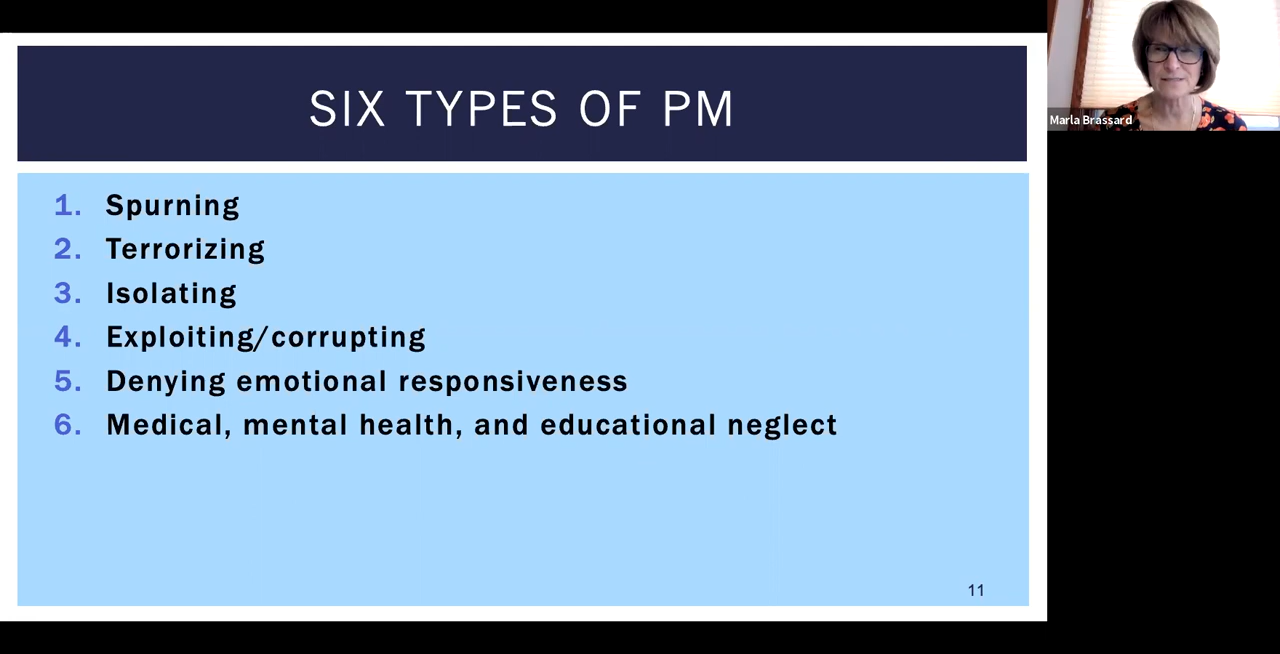 SIX TYPES OF PM
1. Spurning
2. Terrorizing
3. Isolating
4. Exploiting/corrupting
5. Denying emotional responsiveness
6. Medical, mental health, and educational neglect
11
Marla Brassard